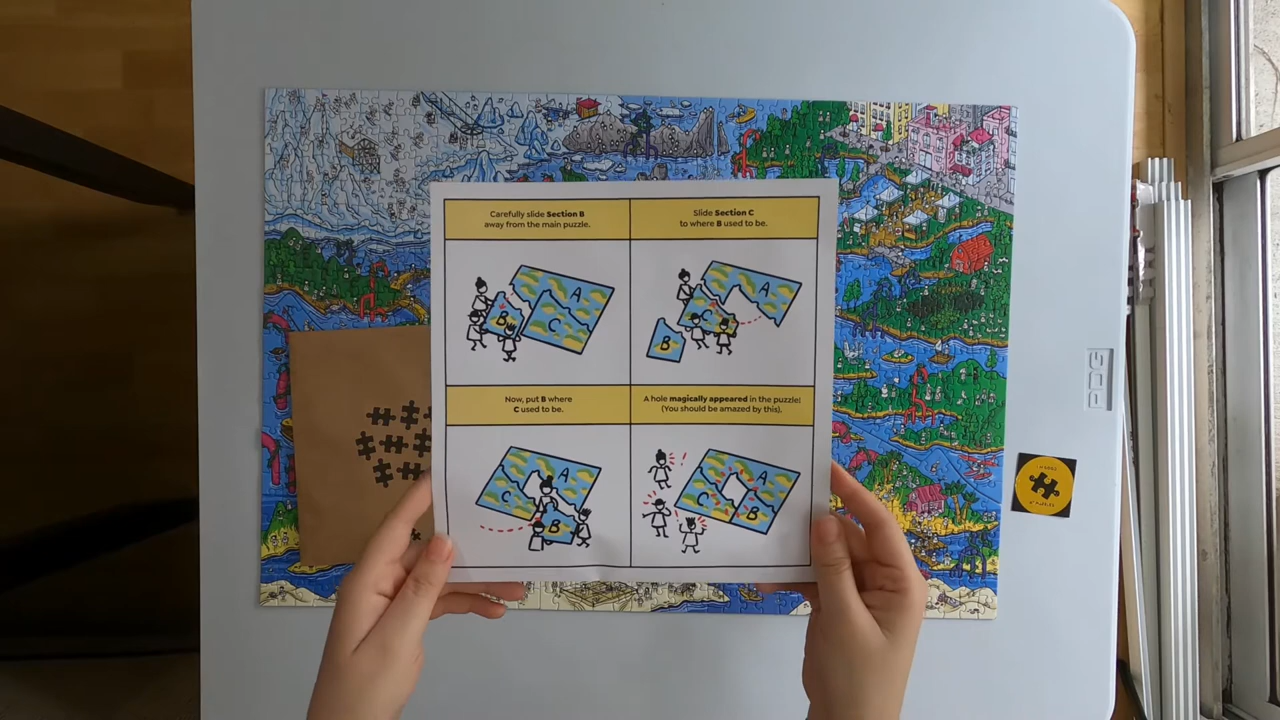 Carefully slide Section B
away from the main puzzle.
Slide Section C
to where B used to be.
A
B
C
A
C
B
Now, put B where
C used to be.
A hole magically appeared in the puzzle!
(You should be amazed by this).
A
C
B
A
C
B
PDG